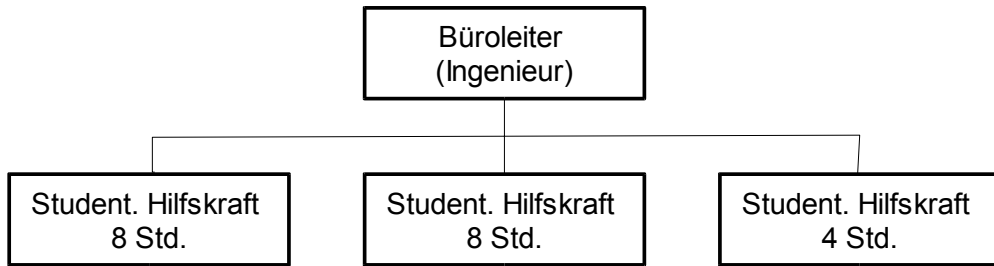 Büroleiter
(Ingenieur)
Student. Hilfskraft
8 Std.
Student. Hilfskraft
8 Std.
Student. Hilfskraft
4 Std.